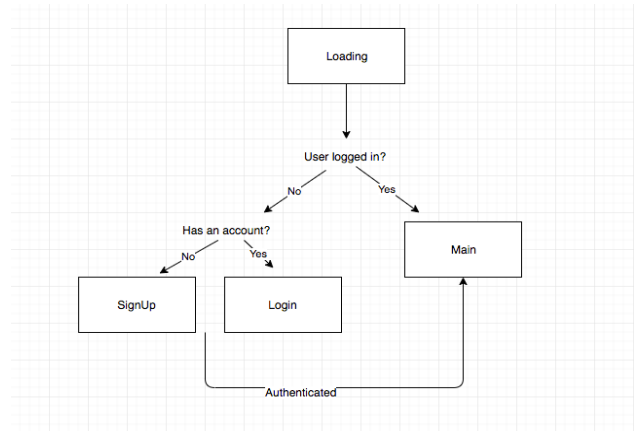 Loading
User logged in?
No
Yes
Has an account?
Main
No
Yes
SignUp
Login
Authenticated